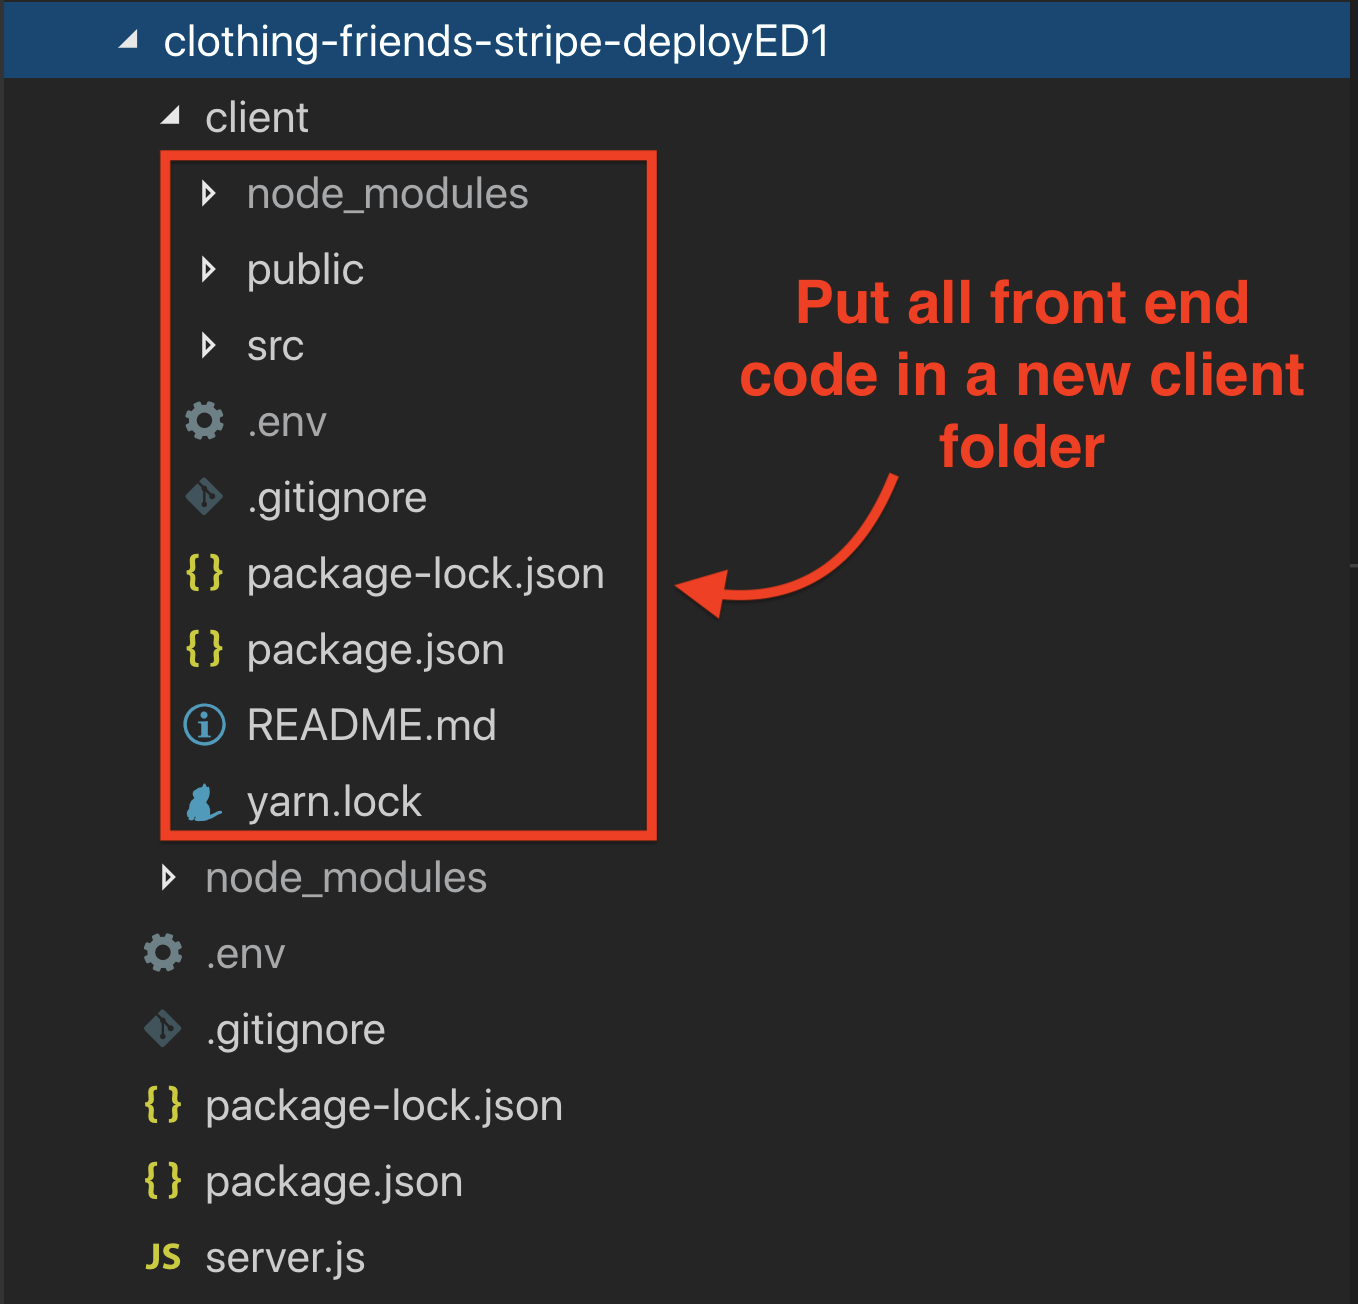 clothing-friends-stripe-deployED1
client
node_modules
public
src
.env
.gitignore
{ } package-lock.json
{ } package.json
README.md
yarn.lock
Put all front end
code in a new client
folder
node_modules
.env
.gitignore
{ } package-lock.json
{ } package.json
JS server.js